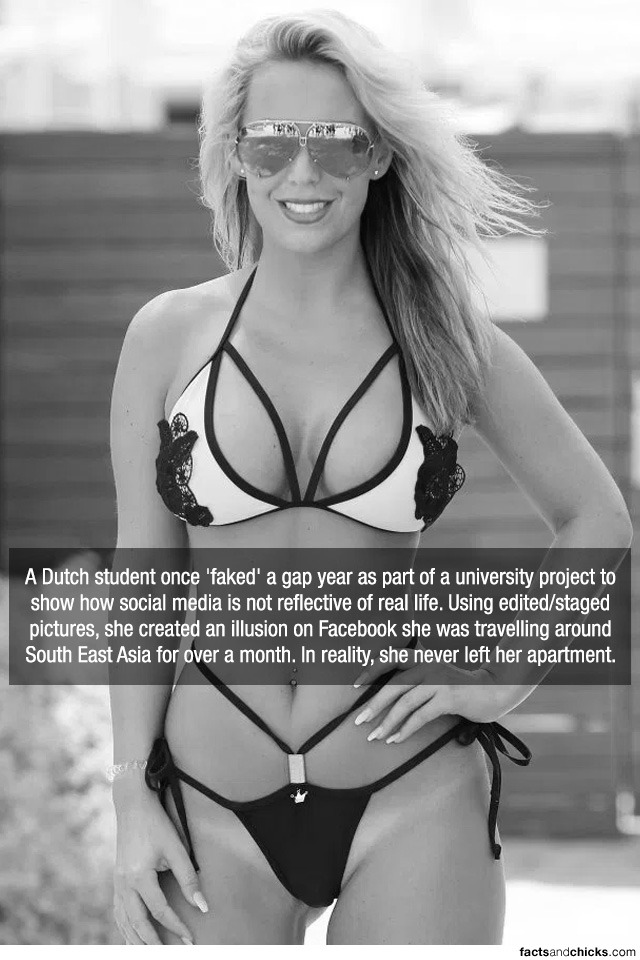 A Dutch student once 'faked' a gap year as part of a university project to
show how social media is not reflective of real life. Using edited/staged
pictures, she created an illusion on Facebook she was travelling around
South East Asia for over a month. In reality, she never left her apartment.
factsandchicks.com